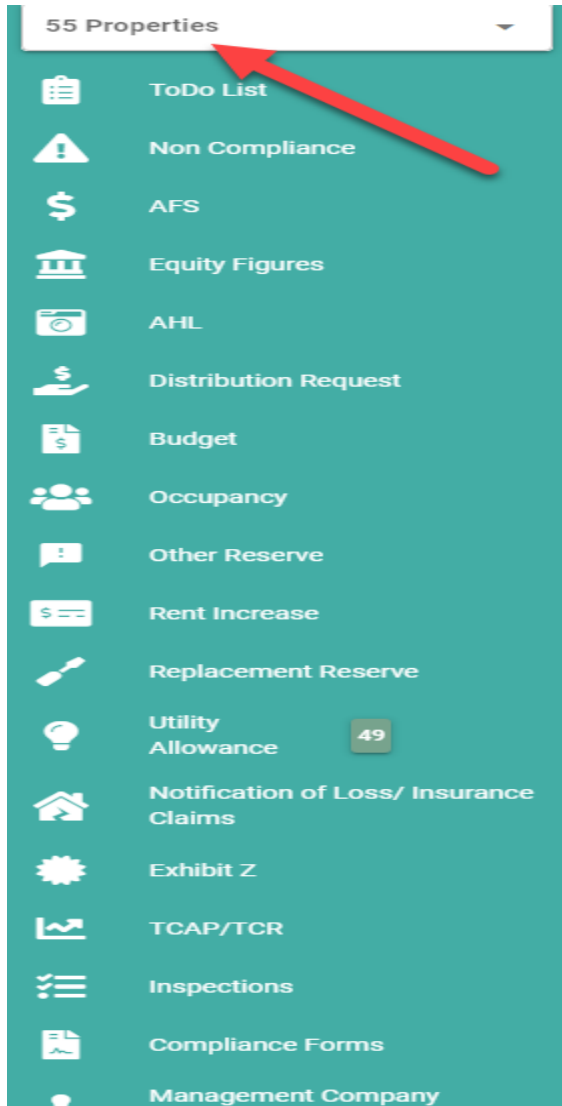 55 Properties
ToDo List
Non Compliance
$ AFS
Equity Figures
AHL
$ Distribution Request
$ Budget
Occupancy
! Other Reserve
$ Rent Increase
Replacement Reserve
Utility
Allowance 49
Notification of Loss/ Insurance
Claims
Exhibit Z
TCAP/TCR
Inspections
Compliance Forms
Management Company